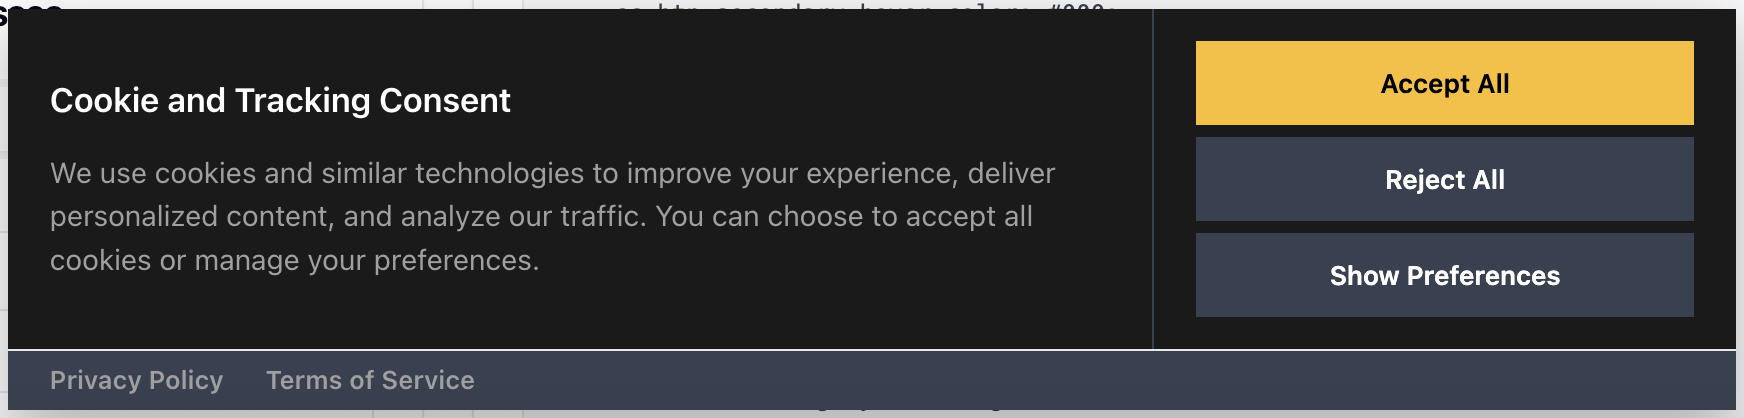 Cookie and Tracking Consent
We use cookies and similar technologies to improve your experience, deliver
personalized content, and analyze our traffic. You can choose to accept all
cookies or manage your preferences.
Accept All
Reject All
Show Preferences
Privacy Policy Terms of Service